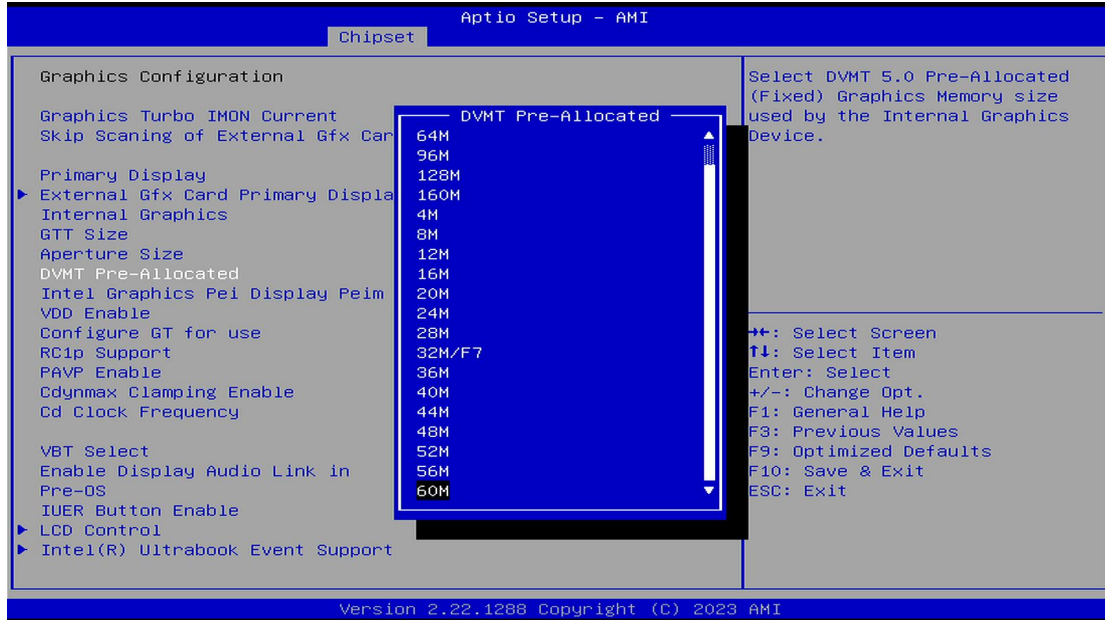 Aptio Setup – AMI
Chipset
Graphics Configuration
Graphics Turbo IMON Current
Skip Scaning of External Gfx Car
Primary Display
External Gfx Card Primary Displa
Internal Graphics
GTT Size
Aperture Size
DVMT Pre-Allocated
Intel Graphics Pei Display Peim
VDD Enable
Configure GT for use
RC1p Support
PAVP Enable
Cdynmax Clamping Enable
Cd Clock Frequency
VBT Select
Enable Display Audio Link in
Pre-OS
IUER Button Enable
LCD Control
Intel(R) Ultrabook Event Support
DVMT Pre-Allocated
64M
96M
128M
160M
4M
8M
12M
16M
20M
24M
28M
32M/F7
36M
40M
44M
48M
52M
56M
60M
Select DVMT 5.0 Pre-Allocated
(Fixed) Graphics Memory size
used by the Internal Graphics
Device.
→←: Select Screen
↑↓: Select Item
Enter: Select
+/-: Change Opt.
F1: General Help
F3: Previous Values
F9: Optimized Defaults
F10: Save & Exit
ESC: Exit
Version 2.22.1288 Copyright (C) 2023 AMI